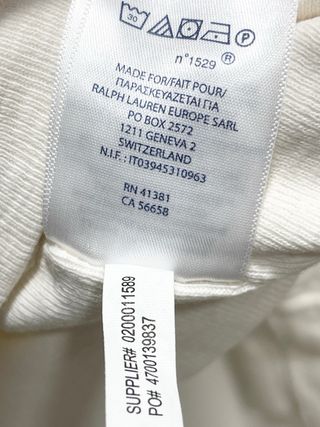 30
P
n°1529 ®
MADE FOR/FAIT POUR/
ΠΑΡΑΣΚΕΥΑΖΕΤΑΙ ΓΙΑ
RALPH LAUREN EUROPE SARL
PO BOX 2572
1211 GENEVA 2
SWITZERLAND
N.I.F.: IT03945310963
RN 41381
CA 56658
SUPPLIER# 0200011589
PO# 4700139837